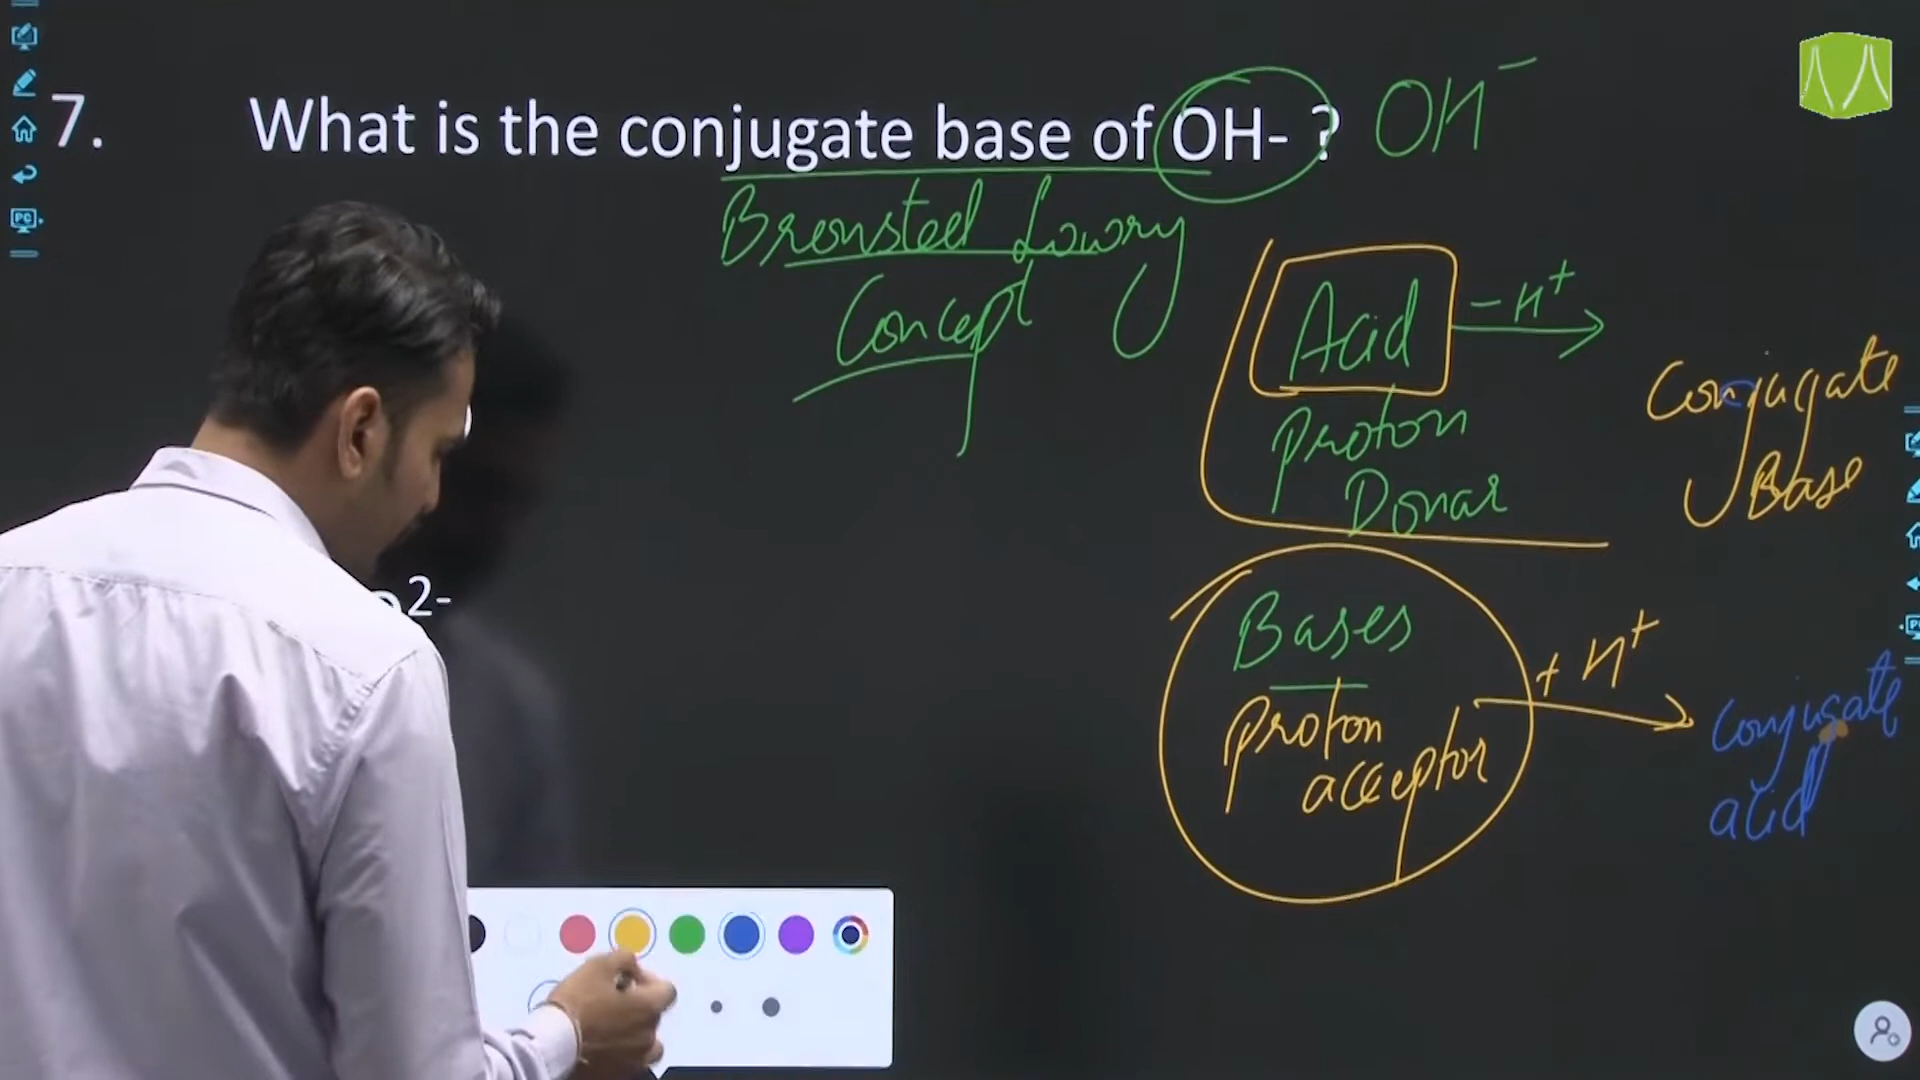 7. What is the conjugate base of OH- ? OH⁻
Bronsted Lowry
Concept
Acid - H⁺
Proton
Donar
Conjugate
Base
Bases
Proton
acceptor
+ H⁺
Conjugate
acid
2-
PC